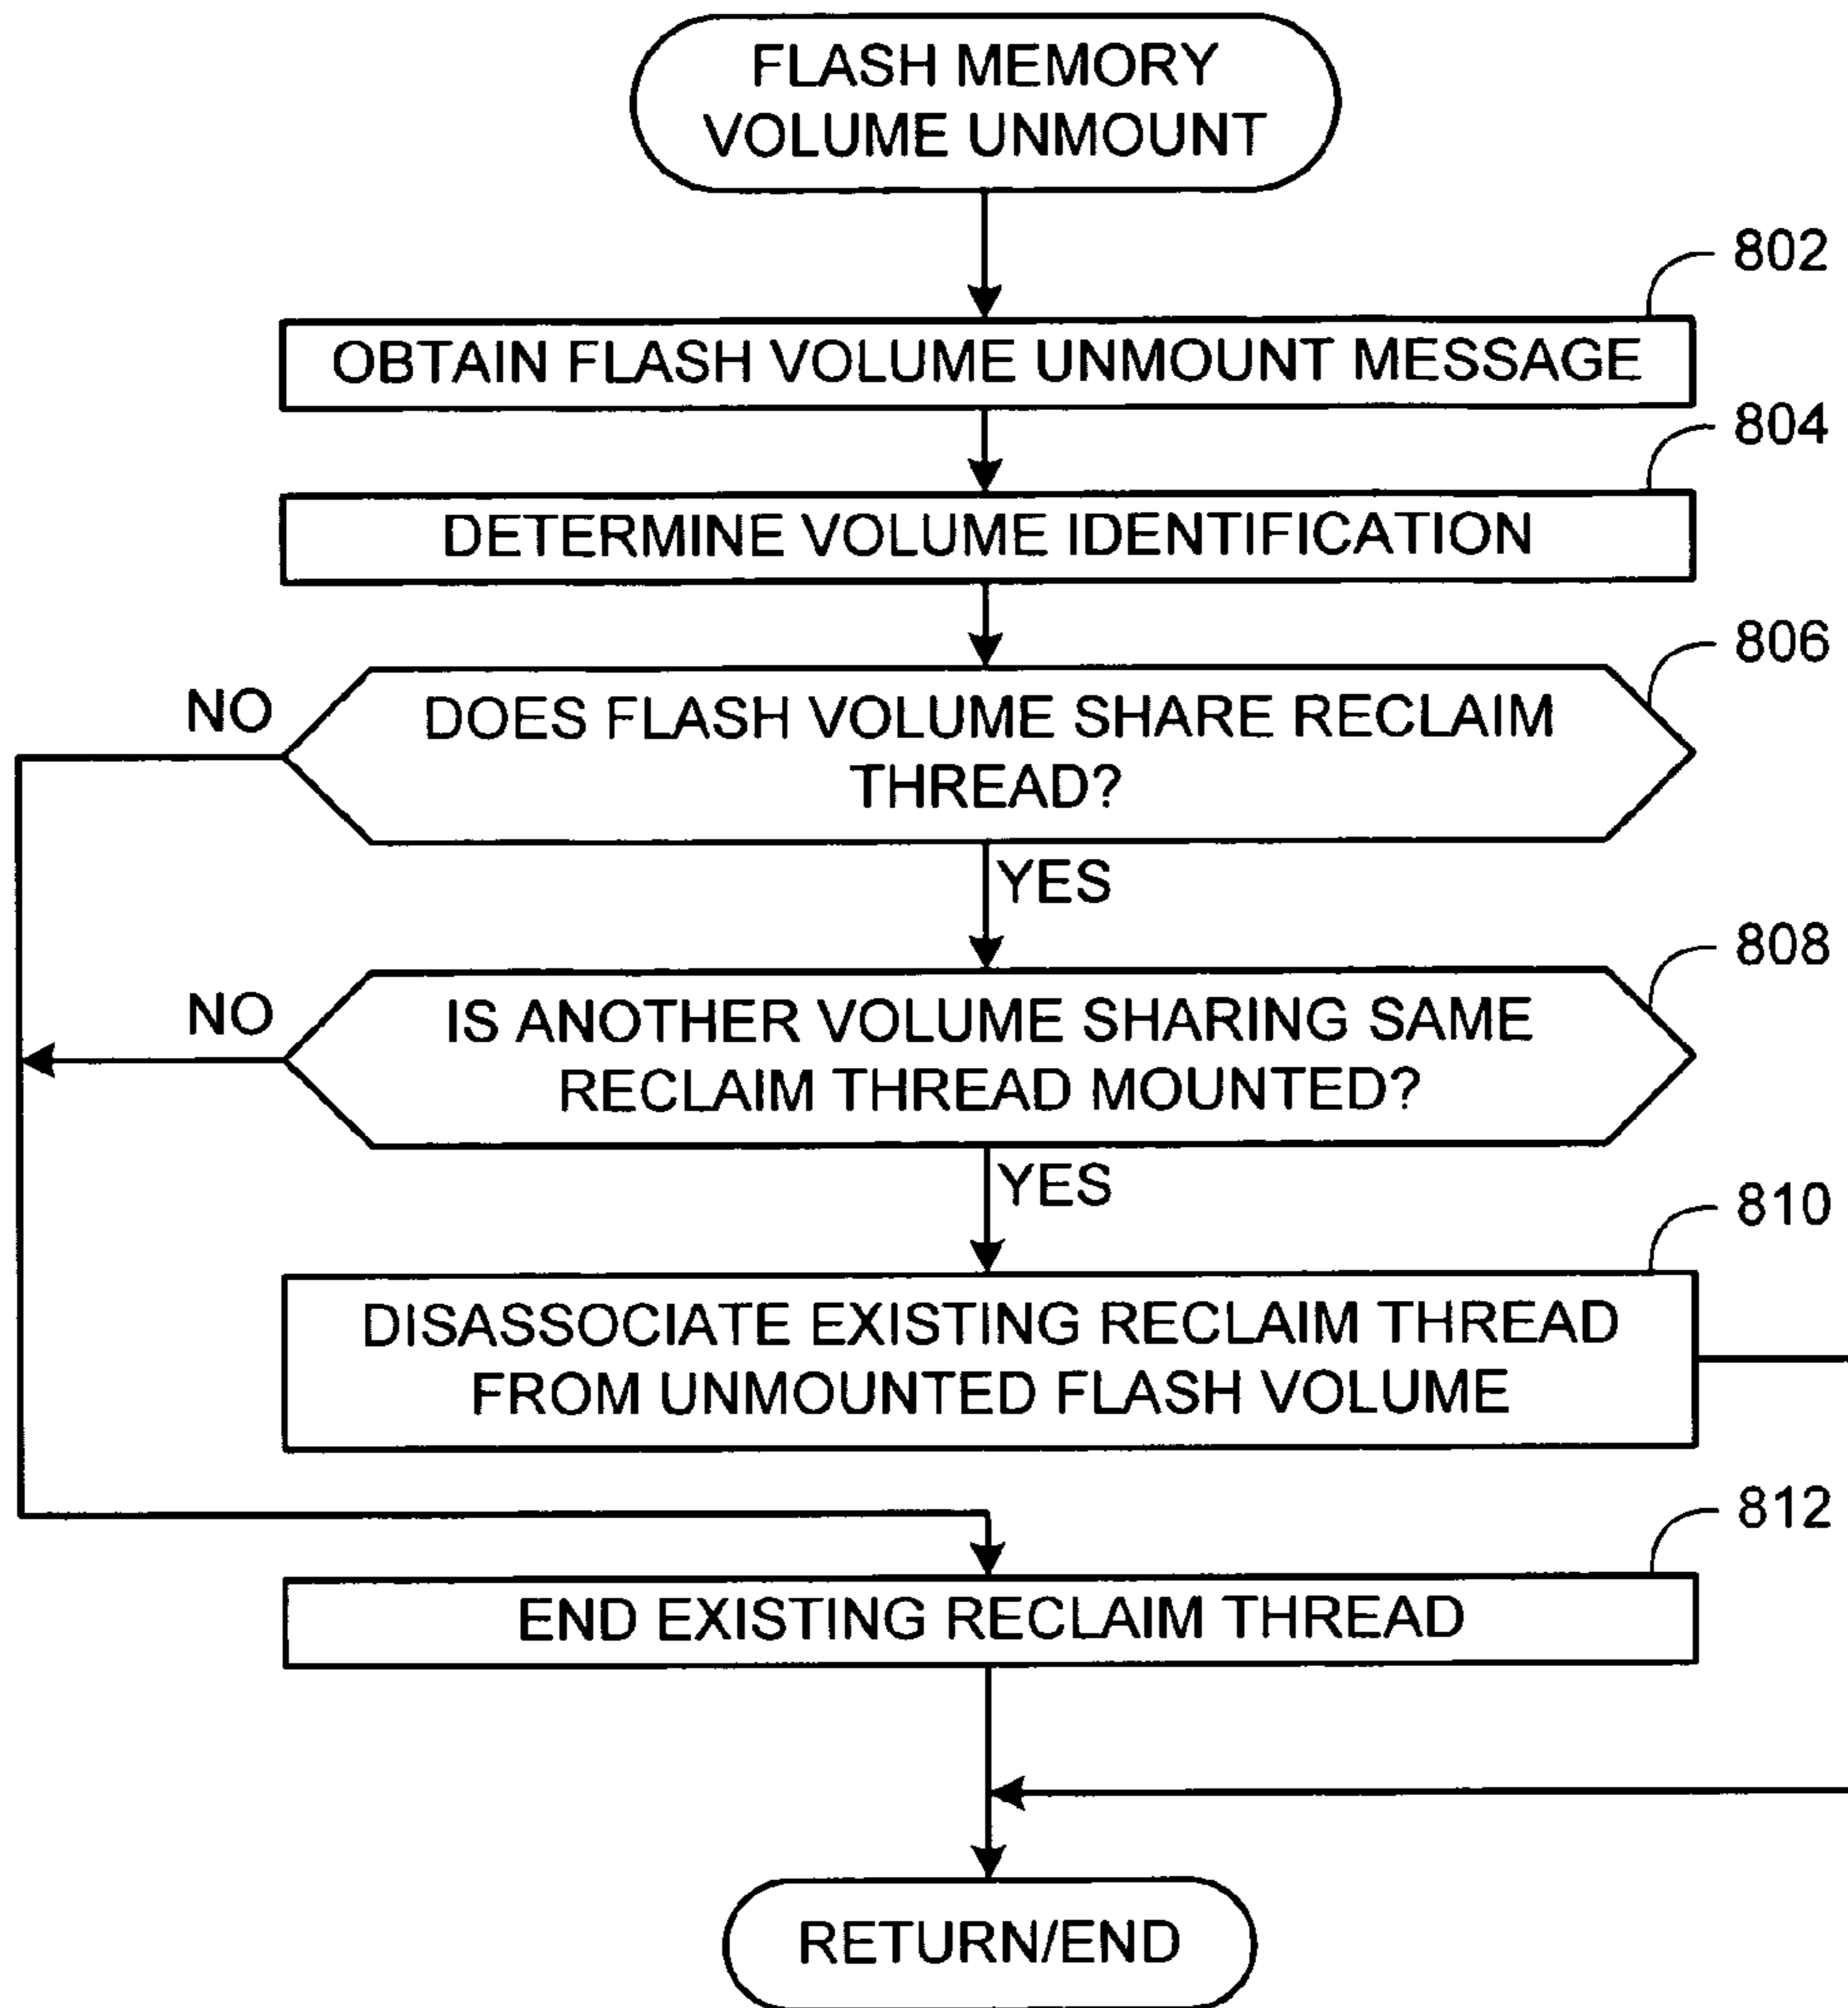 FLASH MEMORY
VOLUME UNMOUNT
802
OBTAIN FLASH VOLUME UNMOUNT MESSAGE
804
DETERMINE VOLUME IDENTIFICATION
806
NO
DOES FLASH VOLUME SHARE RECLAIM
THREAD?
YES
808
NO
IS ANOTHER VOLUME SHARING SAME
RECLAIM THREAD MOUNTED?
YES
810
DISASSOCIATE EXISTING RECLAIM THREAD
FROM UNMOUNTED FLASH VOLUME
812
END EXISTING RECLAIM THREAD
RETURN/END